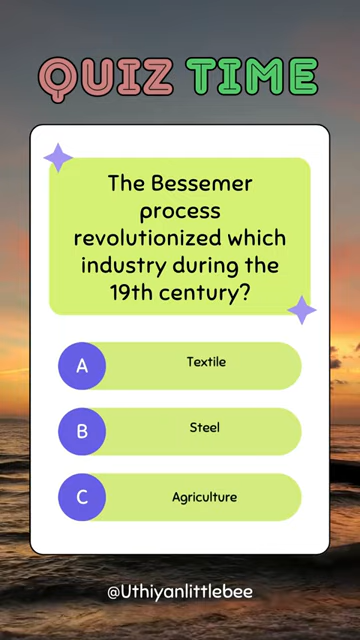 QUIZ TIME
The Bessemer
process
revolutionized which
industry during the
19th century?
A Textile
B Steel
C Agriculture
@Uthiyanlittlebee